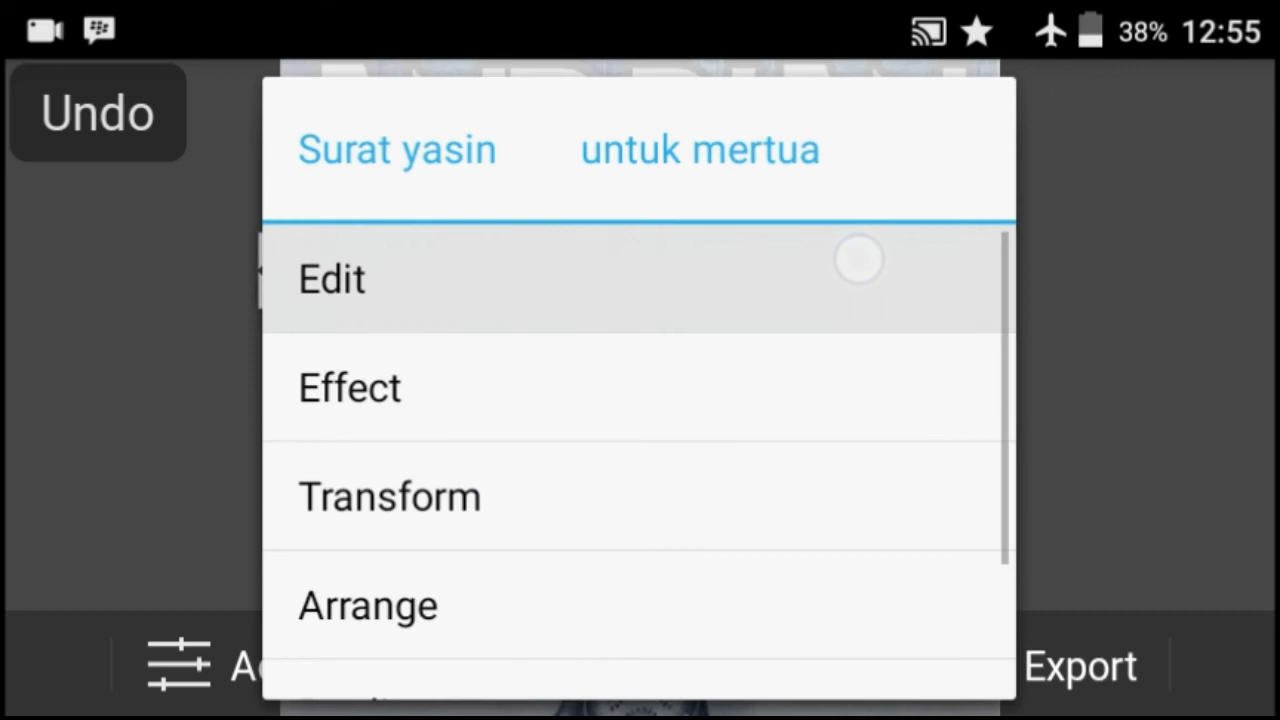 38% 12:55
Undo
Surat yasin untuk mertua
Edit
Effect
Transform
Arrange
Export